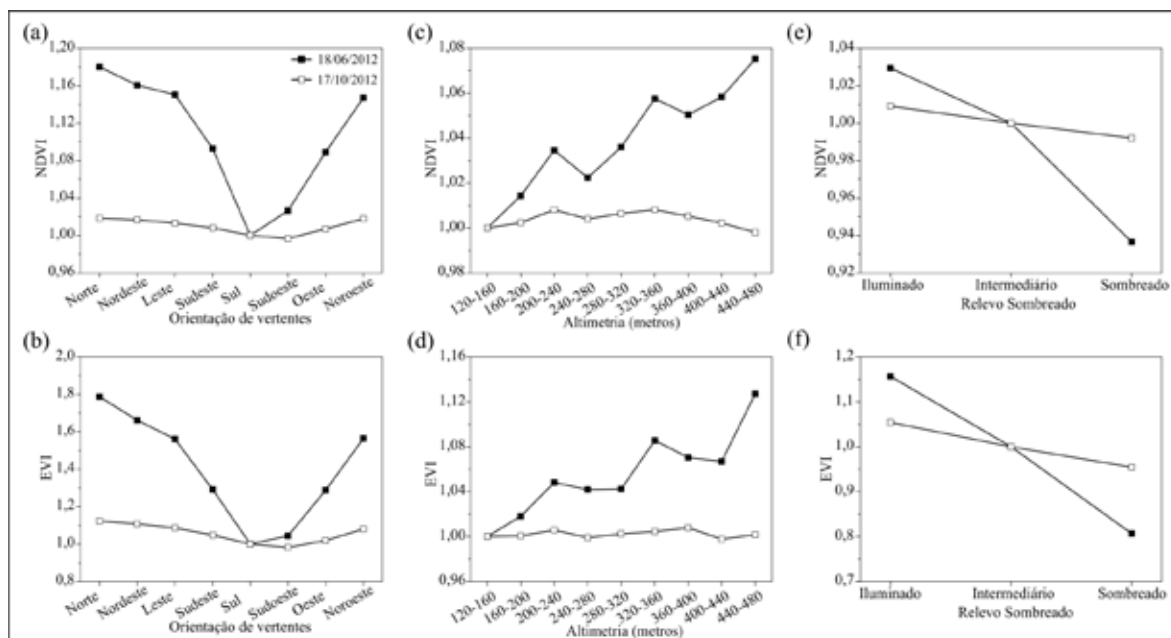 (a)
1,20
1,16
1,12
1,08
1,04
1,00
0,96
NDVI
18/06/2012
17/10/2012
Norte
Nordeste
Leste
Sudeste
Sul
Sudoeste
Oeste
Noroeste
Orientação de vertentes
(c)
1,08
1,06
1,04
1,02
1,00
0,98
NDVI
120-160
160-200
200-240
240-280
280-320
320-360
360-400
400-440
440-480
Altimetria (metros)
(e)
1,04
1,02
1,00
0,98
0,96
0,94
0,92
NDVI
Iluminado
Intermediário
Sombreado
Relevo Sombreado
(b)
2,0
1,8
1,6
1,4
1,2
1,0
0,8
EVI
Norte
Nordeste
Leste
Sudeste
Sul
Sudoeste
Oeste
Noroeste
Orientação de vertentes
(d)
1,16
1,12
1,08
1,04
1,00
0,96
EVI
120-160
160-200
200-240
240-280
280-320
320-360
360-400
400-440
440-480
Altimetria (metros)
(f)
1,2
1,1
1,0
0,9
0,8
0,7
EVI
Iluminado
Intermediário
Sombreado
Relevo Sombreado